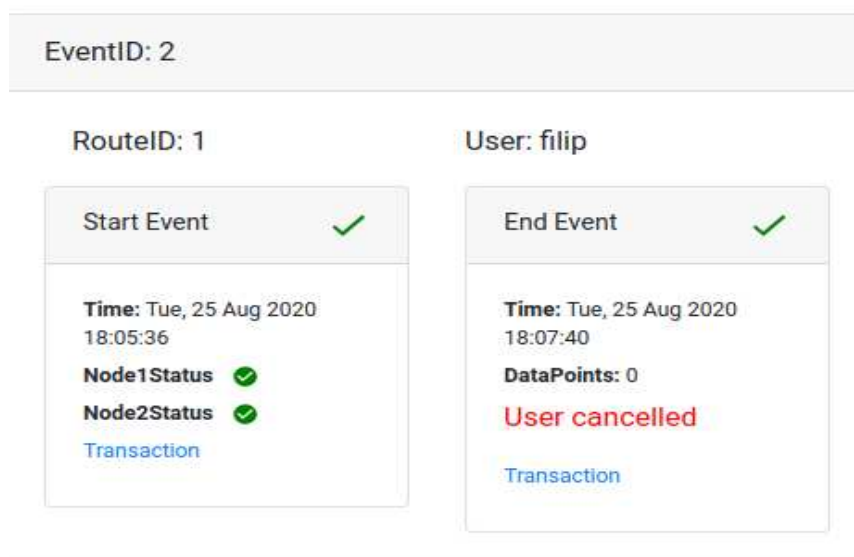 EventID: 2
RouteID: 1
User: filip
Start Event
Time: Tue, 25 Aug 2020
18:05:36
Node1Status
Node2Status
Transaction
End Event
Time: Tue, 25 Aug 2020
18:07:40
DataPoints: 0
User cancelled
Transaction